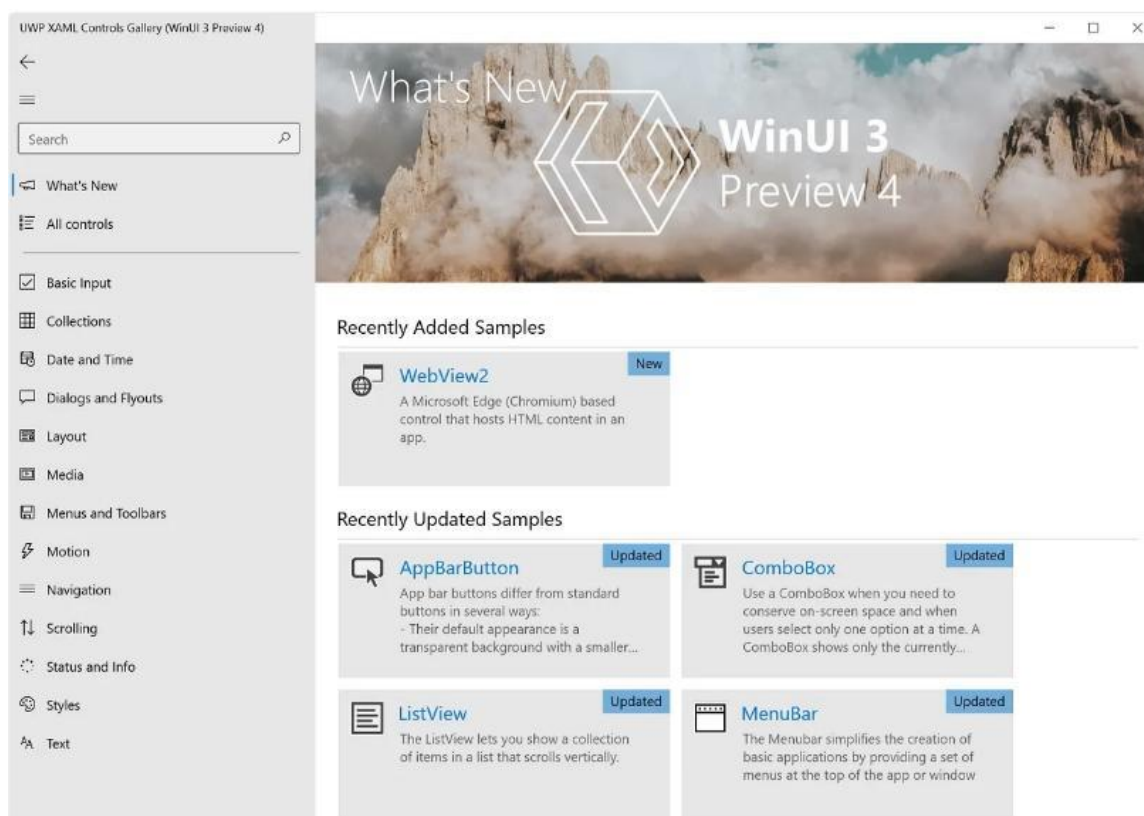 UWP XAML Controls Gallery (WinUI 3 Preview 4)
Search
What's New
All controls
Basic Input
Collections
Date and Time
Dialogs and Flyouts
Layout
Media
Menus and Toolbars
Motion
Navigation
Scrolling
Status and Info
Styles
Text
What's New
WinUI 3
Preview 4
Recently Added Samples
New
WebView2
A Microsoft Edge (Chromium) based
control that hosts HTML content in an
app.
Recently Updated Samples
Updated
AppBarButton
App bar buttons differ from standard
buttons in several ways:
- Their default appearance is a
transparent background with a smaller...
Updated
ComboBox
Use a ComboBox when you need to
conserve on-screen space and when
users select only one option at a time. A
ComboBox shows only the currently...
Updated
ListView
The ListView lets you show a collection
of items in a list that scrolls vertically.
Updated
MenuBar
The Menubar simplifies the creation of
basic applications by providing a set of
menus at the top of the app or window